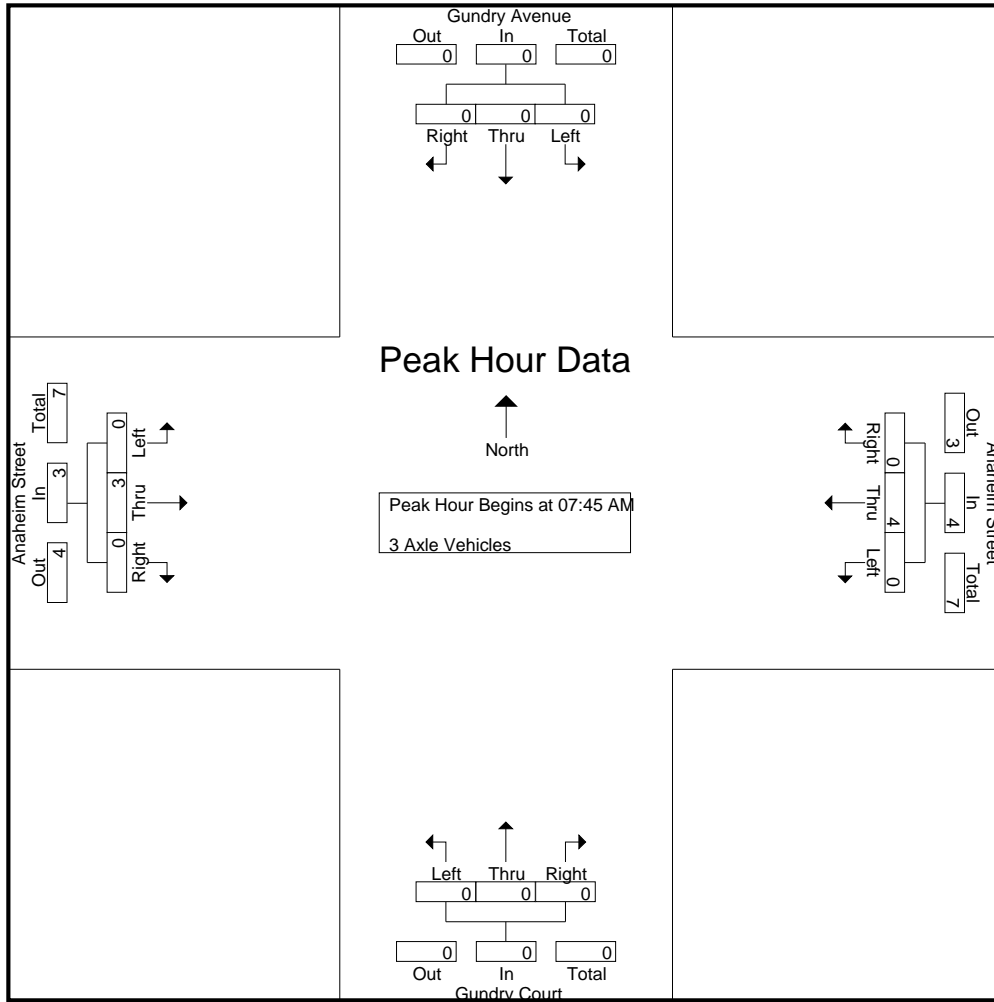 Gundry Avenue
Out In Total
0 0 0
0 0 0
Right Thru Left
Peak Hour Data
North
Peak Hour Begins at 07:45 AM
3 Axle Vehicles
Anaheim Street
Total In Out
7 3 4
0 3 0
Left Thru Right
Anaheim Street
Out In Total
3 4 7
0 4 0
Right Thru Left
Left Thru Right
0 0 0
0 0 0
Out In Total
Gundry Court